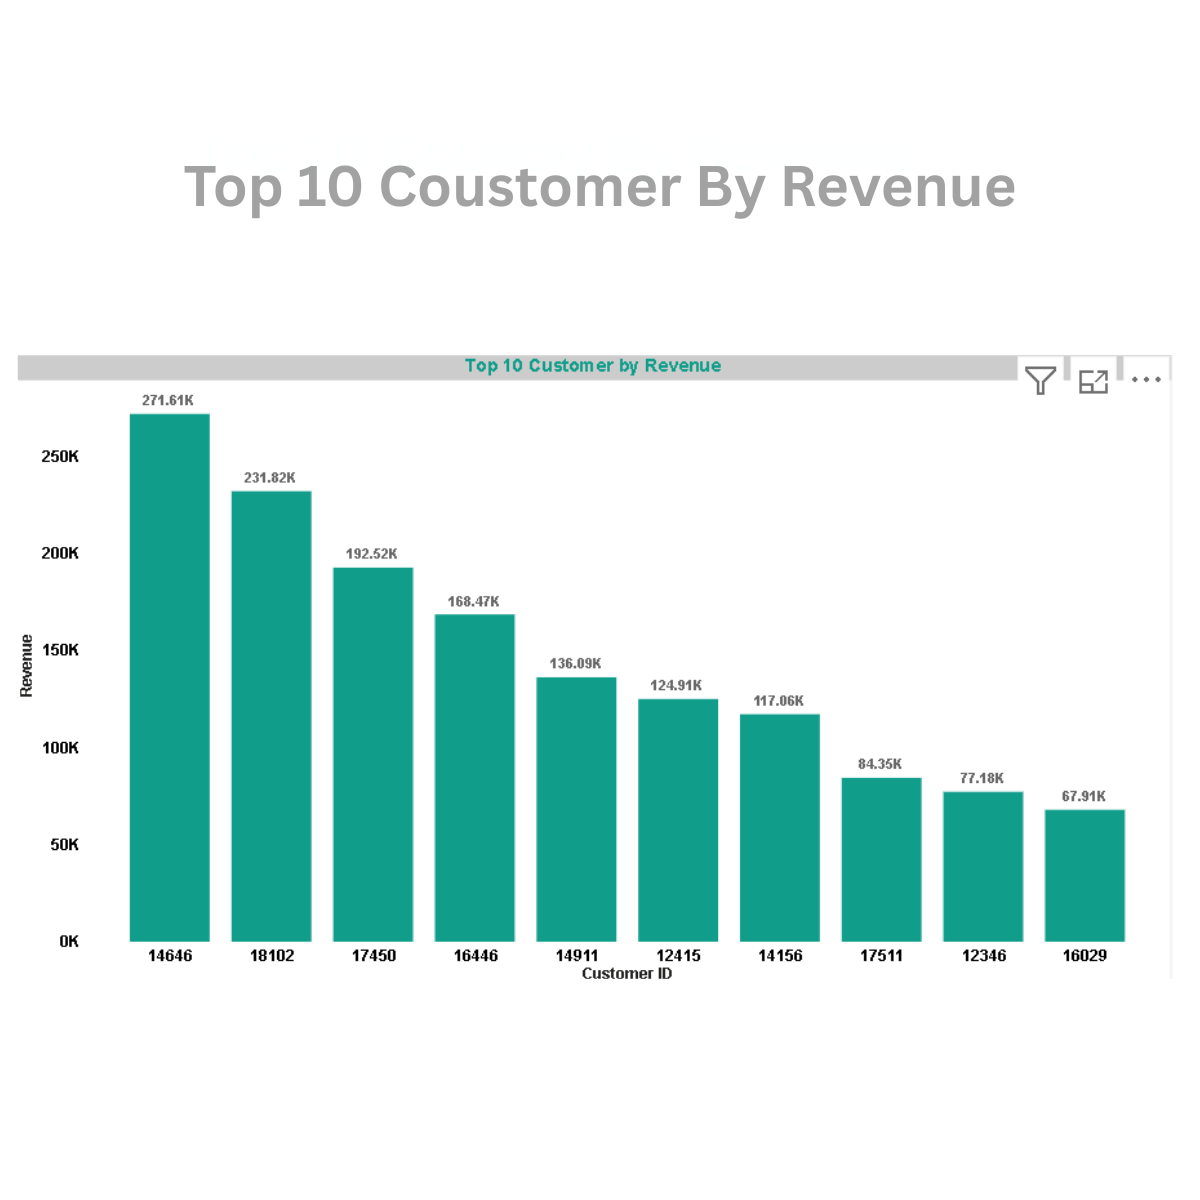 Top 10 Coustomer By Revenue
Top 10 Customer by Revenue
271.61K
250K
231.82K
200K
192.52K
168.47K
150K
136.09K
124.91K
117.06K
100K
84.35K
77.18K
67.91K
50K
0K
Revenue
14646 18102 17450 16446 14911 12415 14156 17511 12346 16029
Customer ID